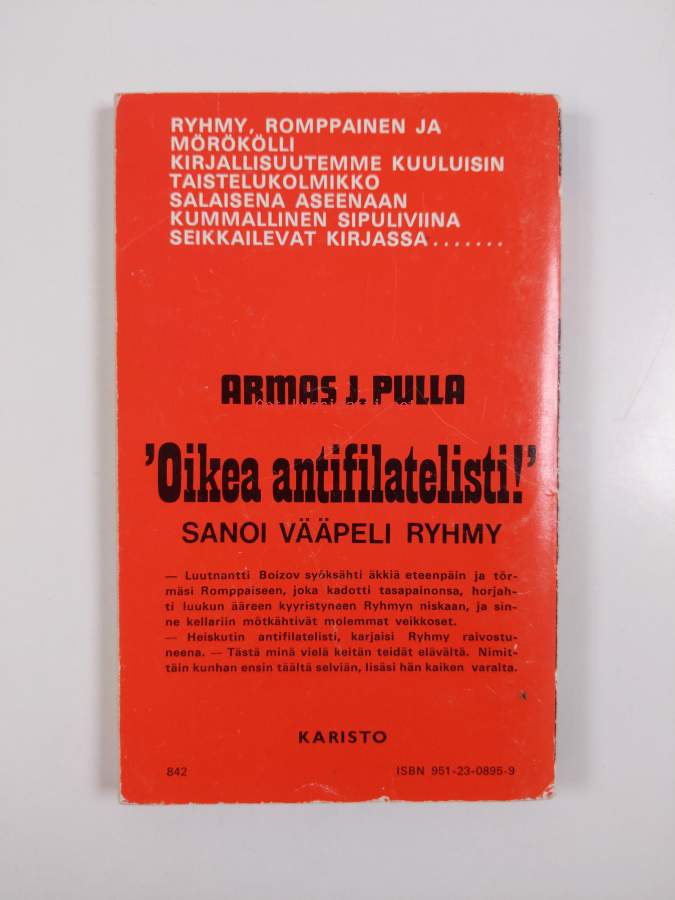 RYHMY, ROMPPAINEN JA
MÖRÖKÖLLI
KIRJALLISUUTEMME KUULUISIN
TAISTELUKOLMIKKO
SALAISENA ASEENAAN
KUMMALLINEN SIPULIVIINA
SEIKKAILEVAT KIRJASSA.......
ARMAS J. PULLA
'Oikea antifilatelisti!'
SANOI VÄÄPELI RYHMY
— Luutnantti Boizov syöksähti äkkiä eteenpäin ja tör-
mäsi Romppaiseen, joka kadotti tasapainonsa, horjah-
ti luukun ääreen kyyristyneen Ryhmyn niskaan, ja sin-
ne kellariin mötkähtivät molemmat veikkoset.
— Heiskutin antifilatelisti, karjaisi Ryhmy raivostu-
neena. — Tästä minä vielä keitän teidät elävältä. Nimit-
täin kunhan ensin täältä selviän, lisäsi hän kaiken varalta.
KARISTO
842 ISBN 951-23-0895-9